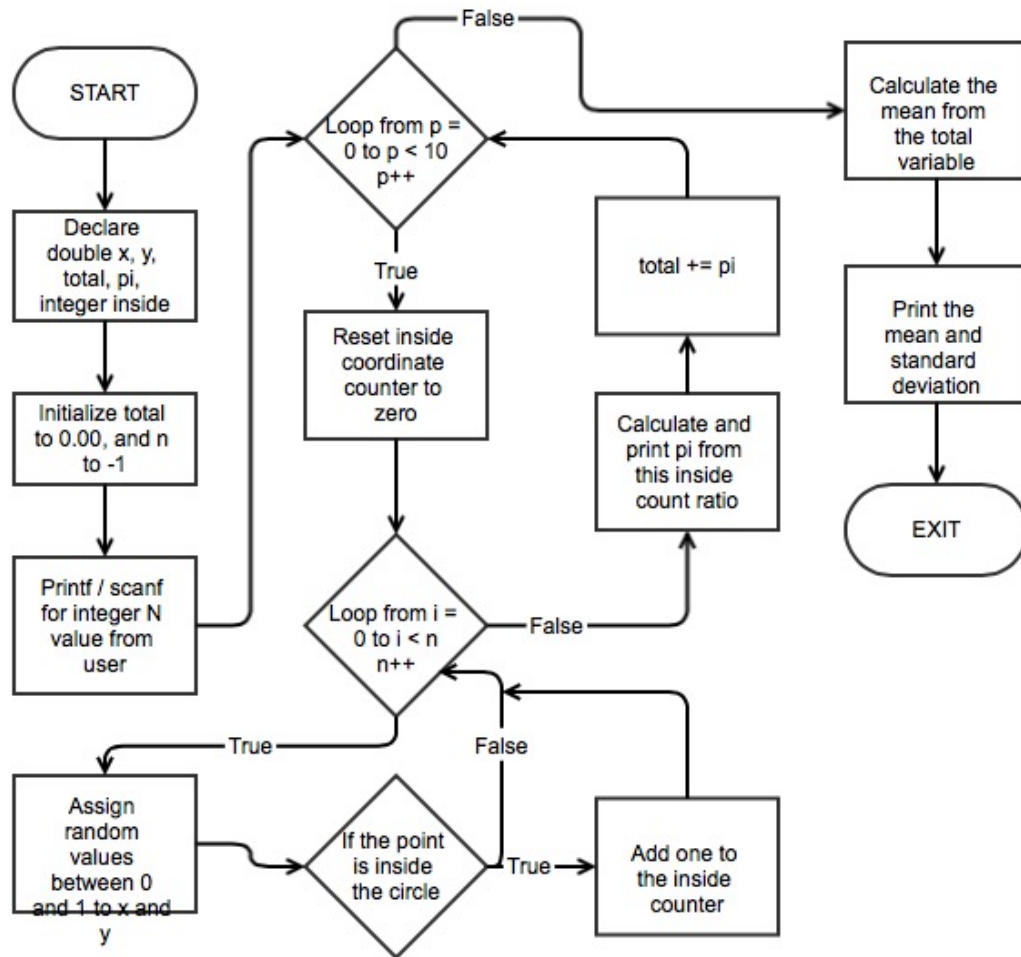 START
Declare
double x, y,
total, pi,
integer inside
Initialize total
to 0.00, and n
to -1
Printf / scanf
for integer N
value from
user
Loop from p =
0 to p < 10
p++
False
True
Reset inside
coordinate
counter to
zero
Loop from i =
0 to i < n
n++
True
False
Assign
random
values
between 0
and 1 to x and
y
If the point
is inside
the circle
False
True
Add one to
the inside
counter
Calculate and
print pi from
this inside
count ratio
total += pi
Calculate the
mean from
the total
variable
Print the
mean and
standard
deviation
EXIT